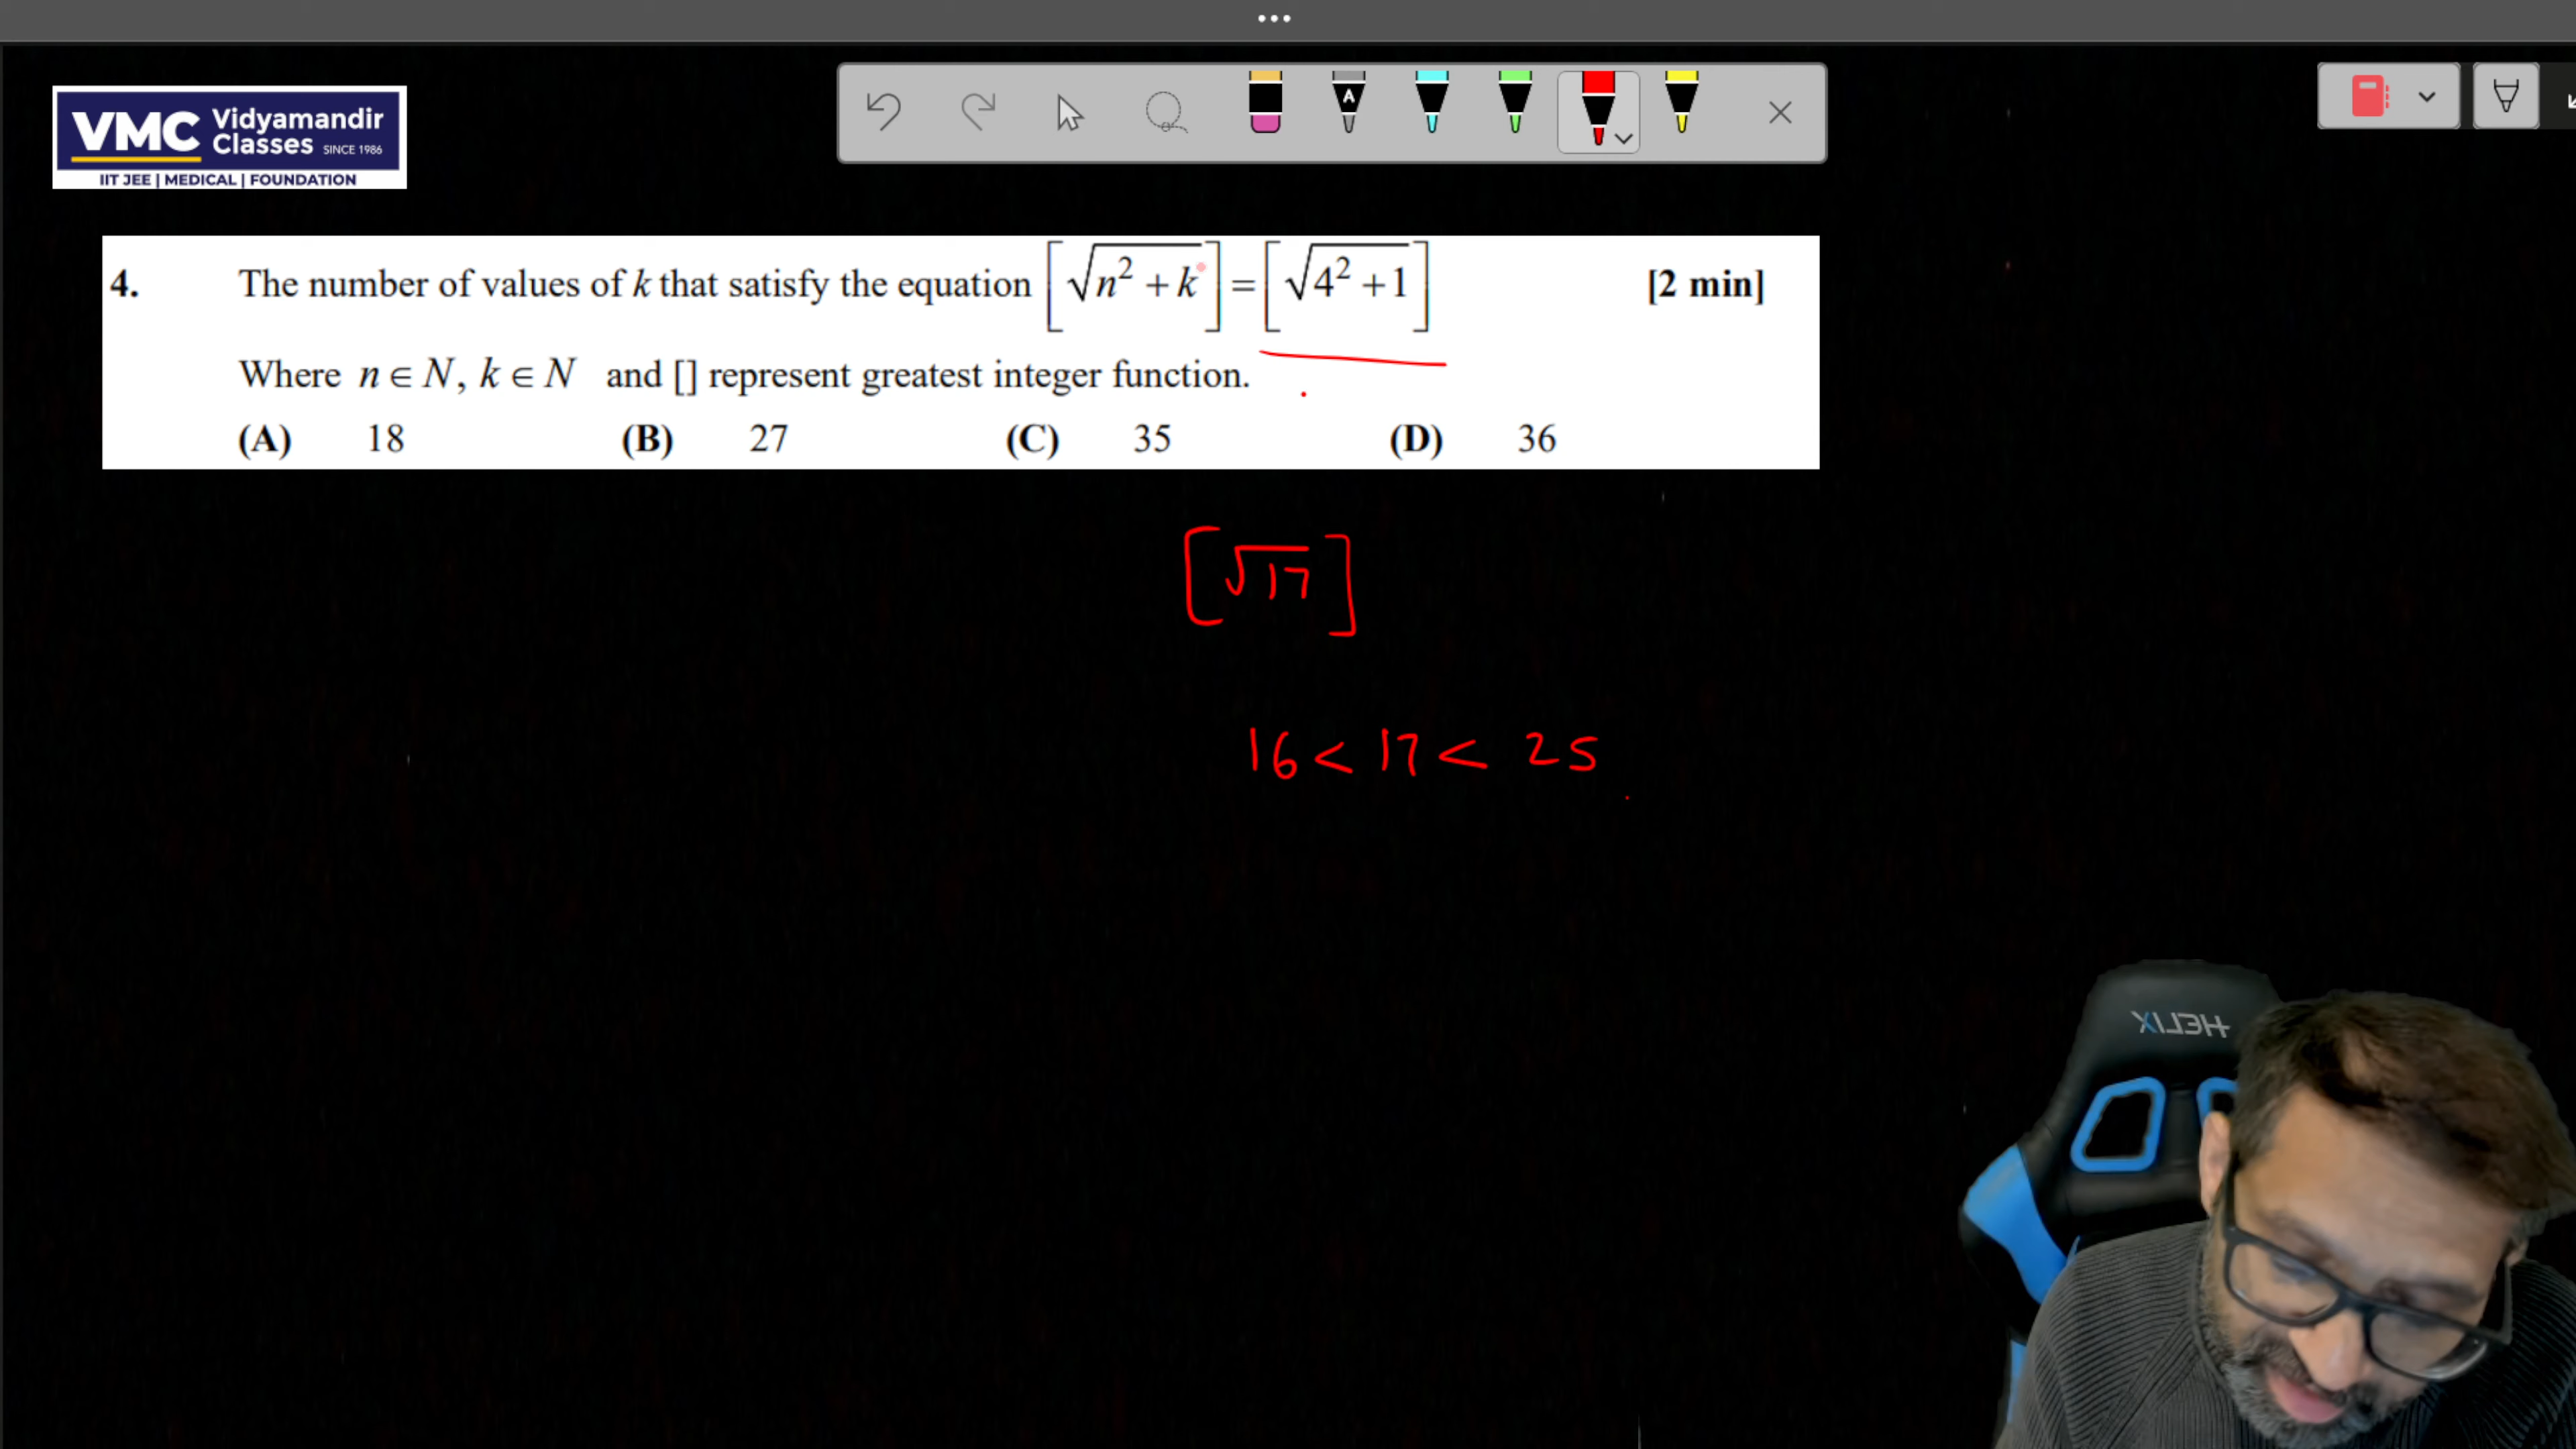 VMC Vidyamandir Classes SINCE 1986
IIT JEE | MEDICAL | FOUNDATION
A
4. The number of values of k that satisfy the equation [√(n² + k)] = [√(4² + 1)] [2 min]
Where n ∈ N, k ∈ N and [] represent greatest integer function.
(A) 18 (B) 27 (C) 35 (D) 36
[√17]
16 < 17 < 25
HELIX